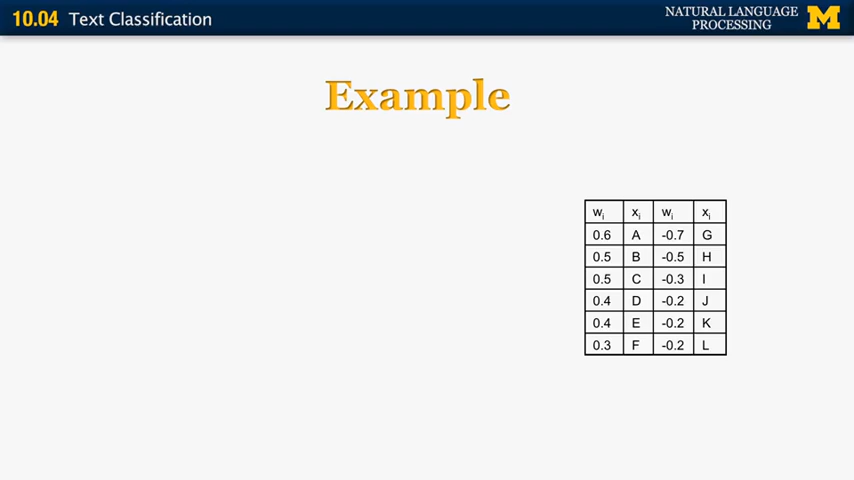 10.04 Text Classification
NATURAL LANGUAGE
PROCESSING
M
Example
wi xi wi xi
0.6 A -0.7 G
0.5 B -0.5 H
0.5 C -0.3 I
0.4 D -0.2 J
0.4 E -0.2 K
0.3 F -0.2 L